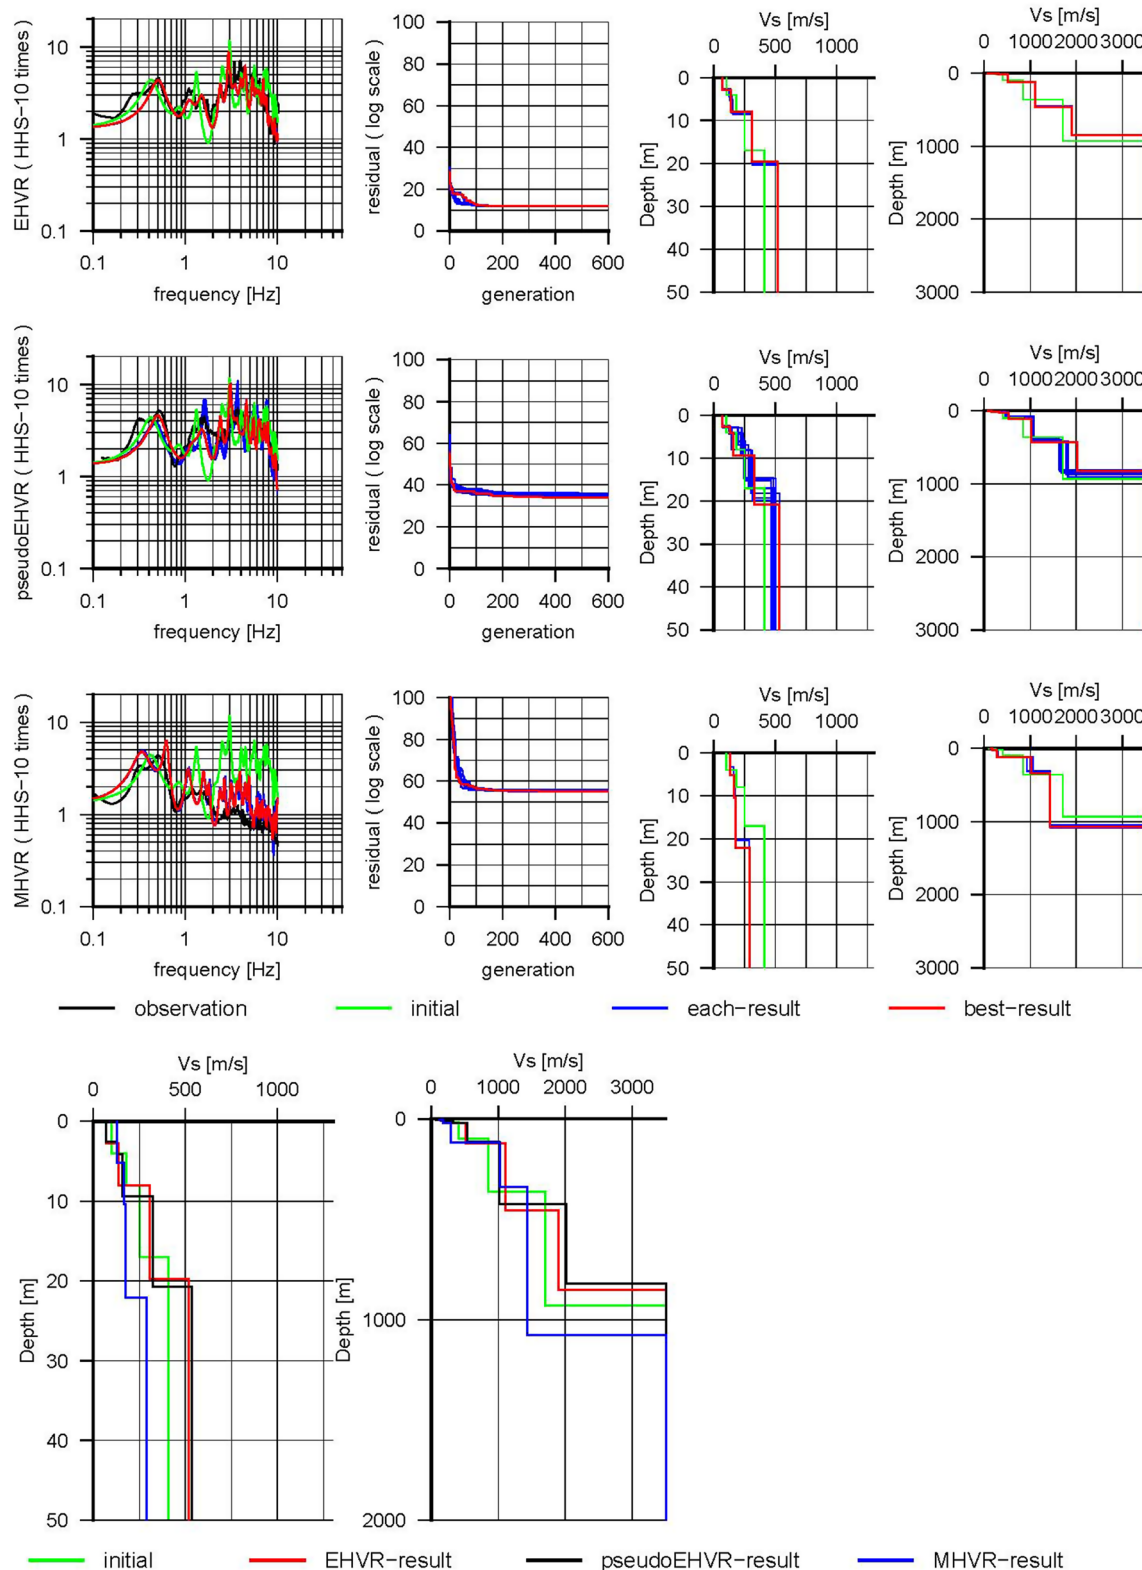 EHVR ( HHS-10 times )
10
1
0.1
0.1 1 10
frequency [Hz]
residual ( log scale )
100
80
60
40
20
0
0 200 400 600
generation
Vs [m/s]
0 500 1000
Depth [m]
0
10
20
30
40
50
Vs [m/s]
0 1000 2000 3000
Depth [m]
0
1000
2000
3000
pseudoEHVR ( HHS-10 times )
10
1
0.1
0.1 1 10
frequency [Hz]
residual ( log scale )
100
80
60
40
20
0
0 200 400 600
generation
Vs [m/s]
0 500 1000
Depth [m]
0
10
20
30
40
50
Vs [m/s]
0 1000 2000 3000
Depth [m]
0
1000
2000
3000
MHVR ( HHS-10 times )
10
1
0.1
0.1 1 10
frequency [Hz]
residual ( log scale )
100
80
60
40
20
0
0 200 400 600
generation
Vs [m/s]
0 500 1000
Depth [m]
0
10
20
30
40
50
Vs [m/s]
0 1000 2000 3000
Depth [m]
0
1000
2000
3000
observation initial each-result best-result
Vs [m/s]
0 500 1000
Depth [m]
0
10
20
30
40
50
Vs [m/s]
0 1000 2000 3000
Depth [m]
0
1000
2000
initial EHVR-result pseudoEHVR-result MHVR-result